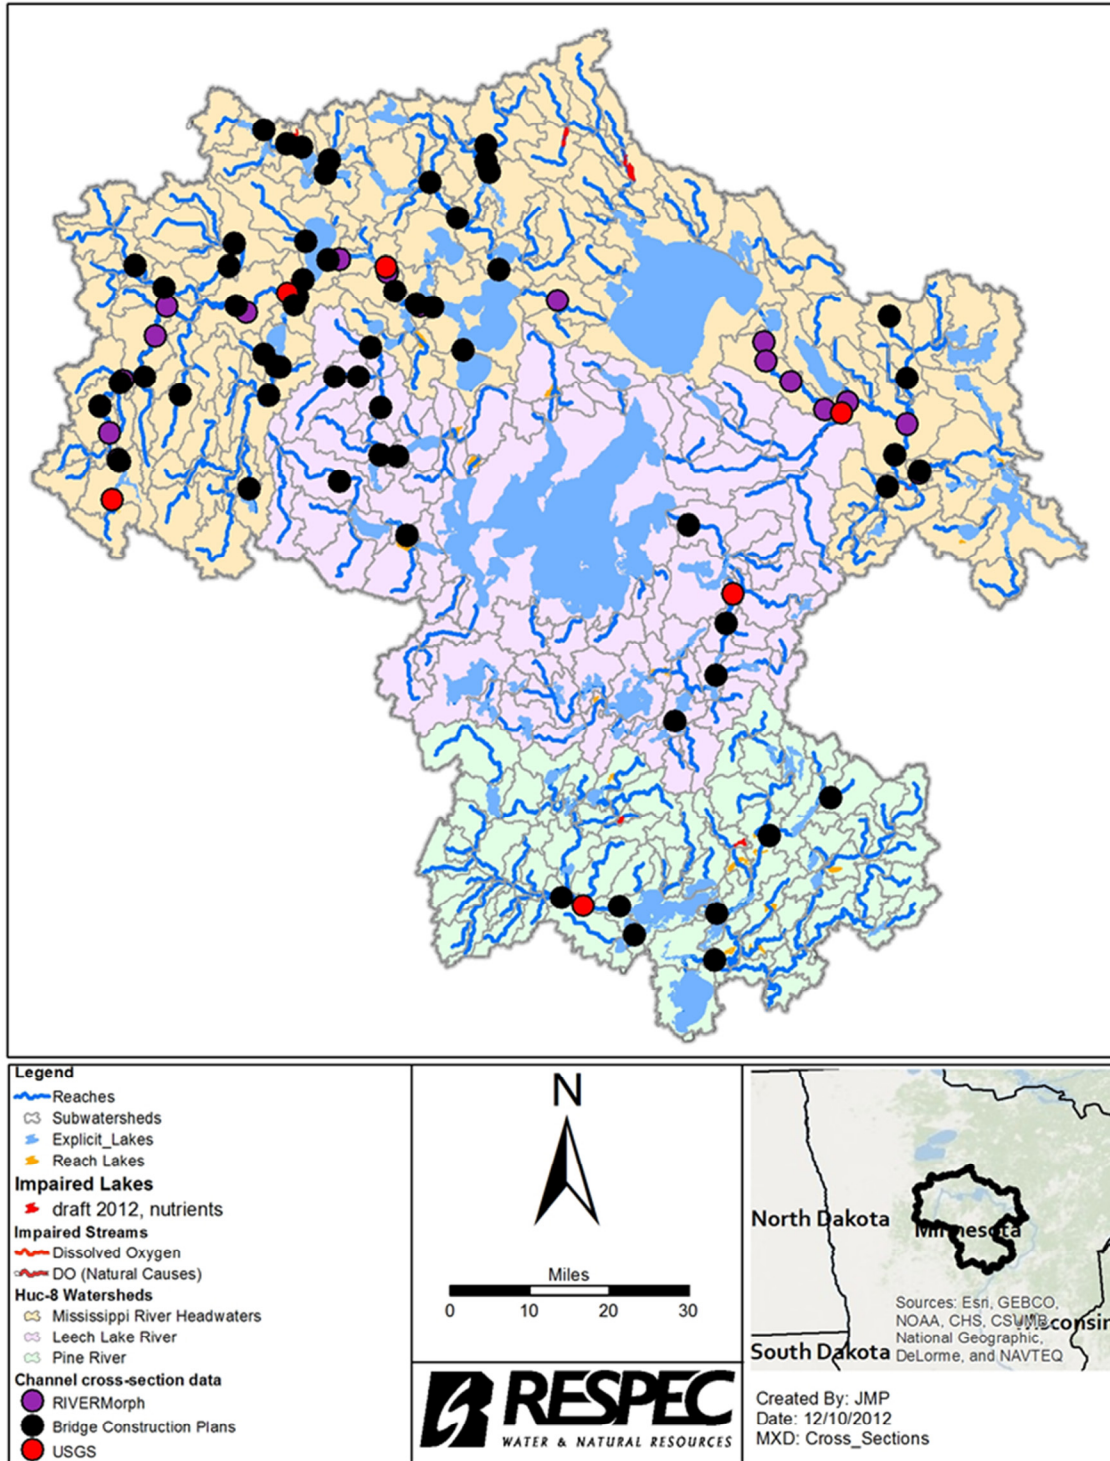 Legend
Reaches
Subwatersheds
Explicit_Lakes
Reach Lakes
Impaired Lakes
draft 2012, nutrients
Impaired Streams
Dissolved Oxygen
DO (Natural Causes)
Huc-8 Watersheds
Mississippi River Headwaters
Leech Lake River
Pine River
Channel cross-section data
RIVERMorph
Bridge Construction Plans
USGS
N
Miles
0 10 20 30
RESPEC
WATER & NATURAL RESOURCES
North Dakota
Minnesota
South Dakota
Wisconsin
Sources: Esri, GEBCO,
NOAA, CHS, CSUMB,
National Geographic,
DeLorme, and NAVTEQ
Created By: JMP
Date: 12/10/2012
MXD: Cross_Sections